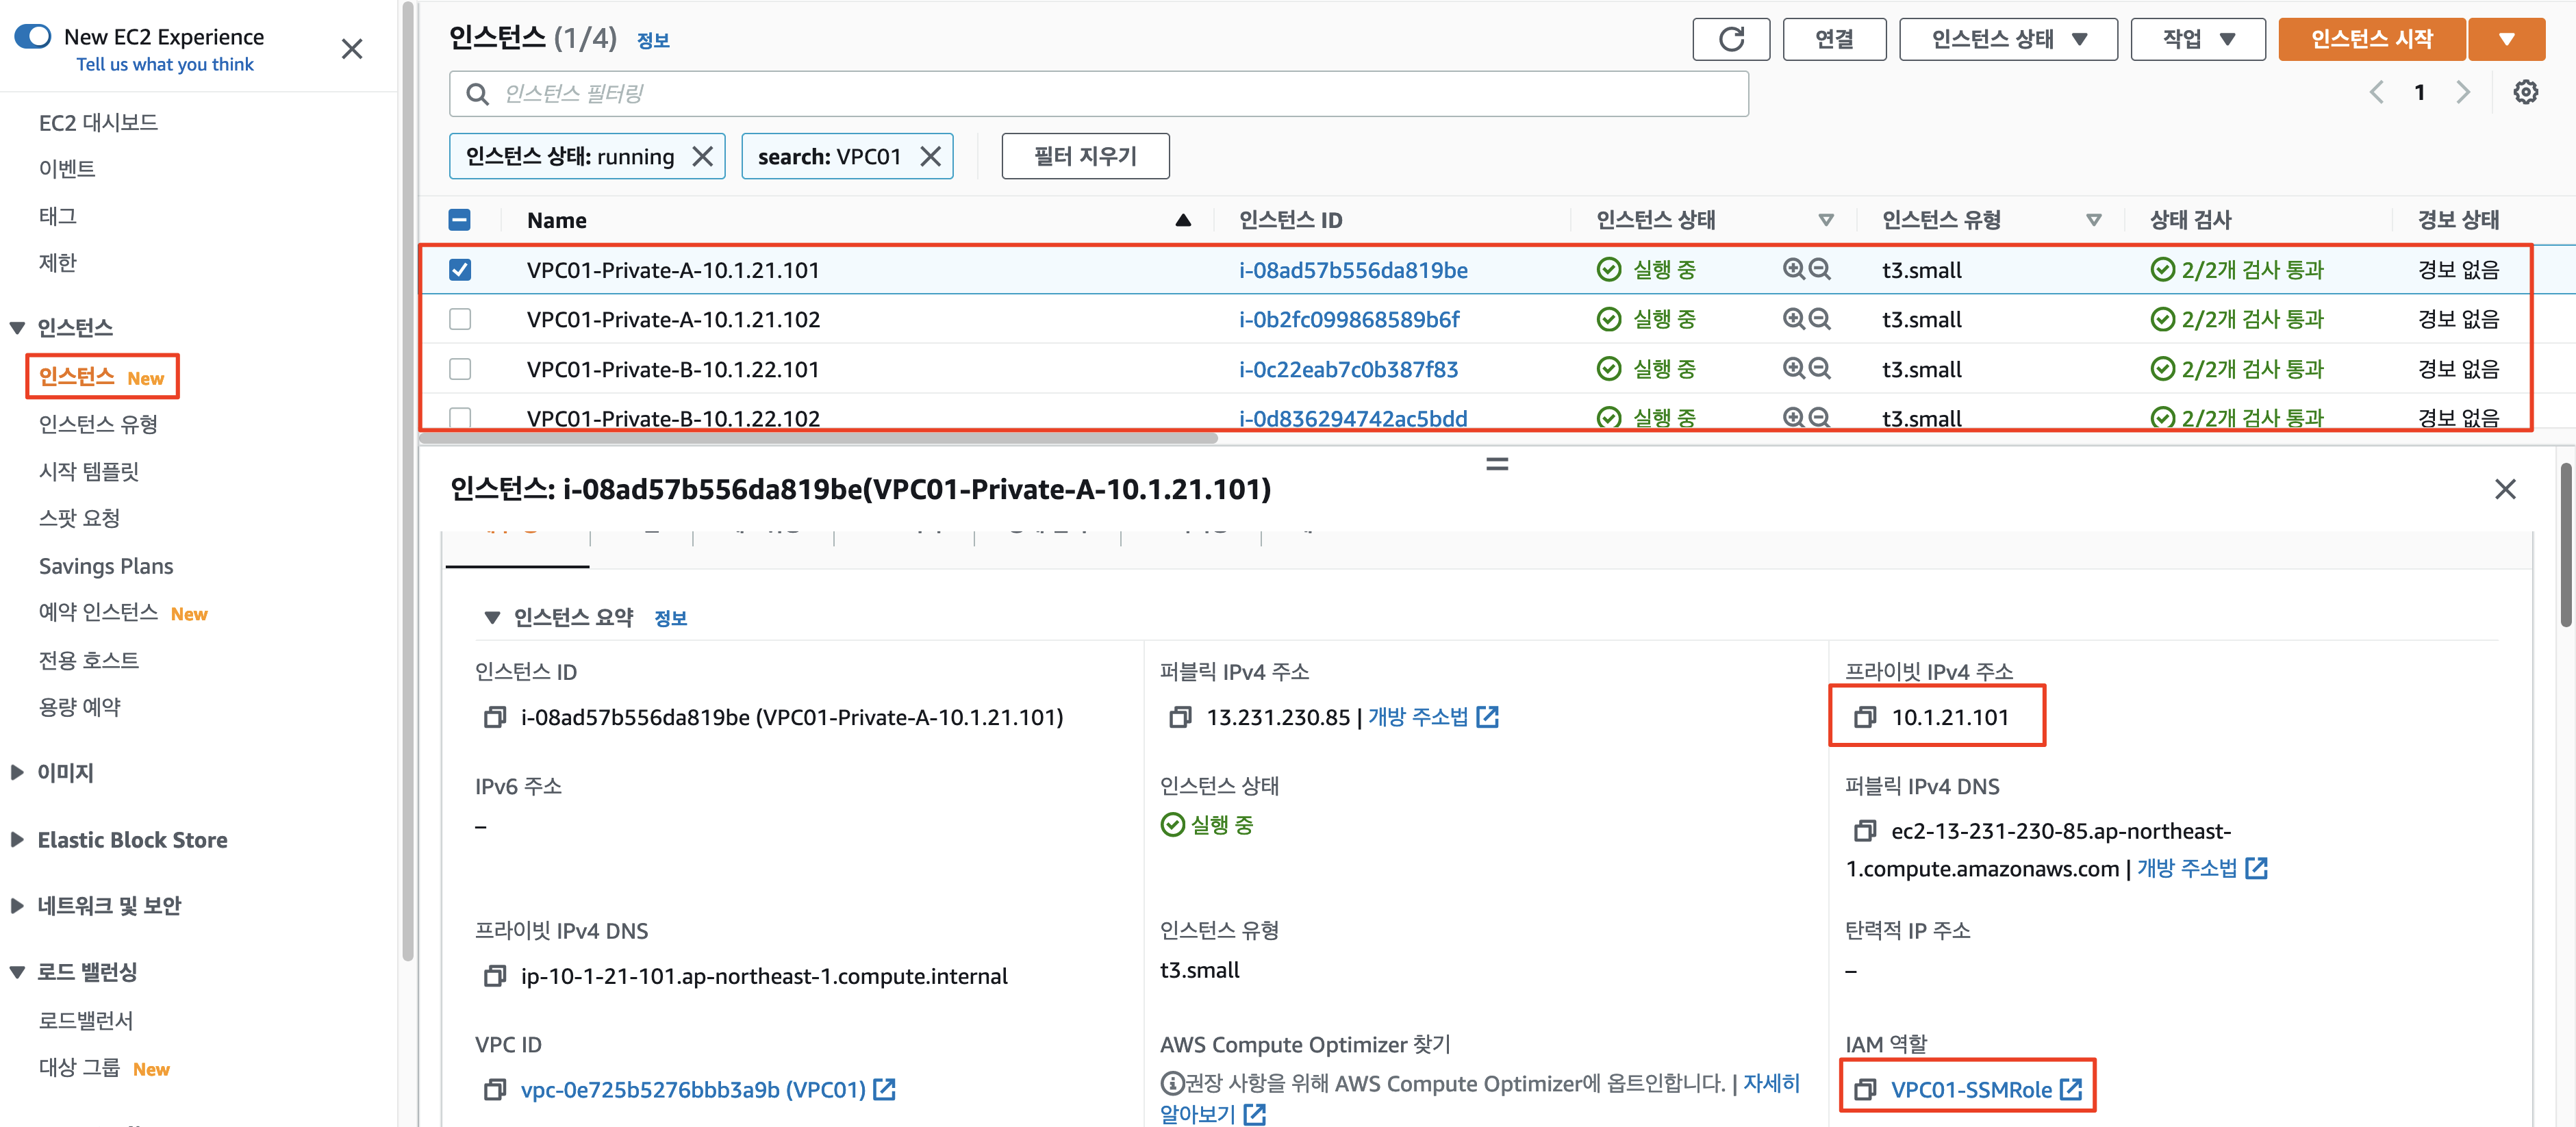 New EC2 Experience
Tell us what you think
EC2 대시보드
이벤트
태그
제한
인스턴스
인스턴스 New
인스턴스 유형
시작 템플릿
스팟 요청
Savings Plans
예약 인스턴스 New
전용 호스트
용량 예약
이미지
Elastic Block Store
네트워크 및 보안
로드 밸런싱
로드밸런서
대상 그룹 New
인스턴스 (1/4) 정보
연결
인스턴스 상태
작업
인스턴스 시작
인스턴스 필터링
1
인스턴스 상태: running
search: VPC01
필터 지우기
Name 인스턴스 ID 인스턴스 상태 인스턴스 유형 상태 검사 경보 상태
VPC01-Private-A-10.1.21.101 i-08ad57b556da819be 실행 중 t3.small 2/2개 검사 통과 경보 없음
VPC01-Private-A-10.1.21.102 i-0b2fc099868589b6f 실행 중 t3.small 2/2개 검사 통과 경보 없음
VPC01-Private-B-10.1.22.101 i-0c22eab7c0b387f83 실행 중 t3.small 2/2개 검사 통과 경보 없음
VPC01-Private-B-10.1.22.102 i-0d836294742ac5bdd 실행 중 t3.small 2/2개 검사 통과 경보 없음
인스턴스: i-08ad57b556da819be(VPC01-Private-A-10.1.21.101)
인스턴스 요약 정보
인스턴스 ID
i-08ad57b556da819be (VPC01-Private-A-10.1.21.101)
퍼블릭 IPv4 주소
13.231.230.85 | 개방 주소법
프라이빗 IPv4 주소
10.1.21.101
IPv6 주소
–
인스턴스 상태
실행 중
퍼블릭 IPv4 DNS
ec2-13-231-230-85.ap-northeast-
1.compute.amazonaws.com | 개방 주소법
프라이빗 IPv4 DNS
ip-10-1-21-101.ap-northeast-1.compute.internal
인스턴스 유형
t3.small
탄력적 IP 주소
–
VPC ID
vpc-0e725b5276bbb3a9b (VPC01)
AWS Compute Optimizer 찾기
권장 사항을 위해 AWS Compute Optimizer에 옵트인합니다. | 자세히
알아보기
IAM 역할
VPC01-SSMRole